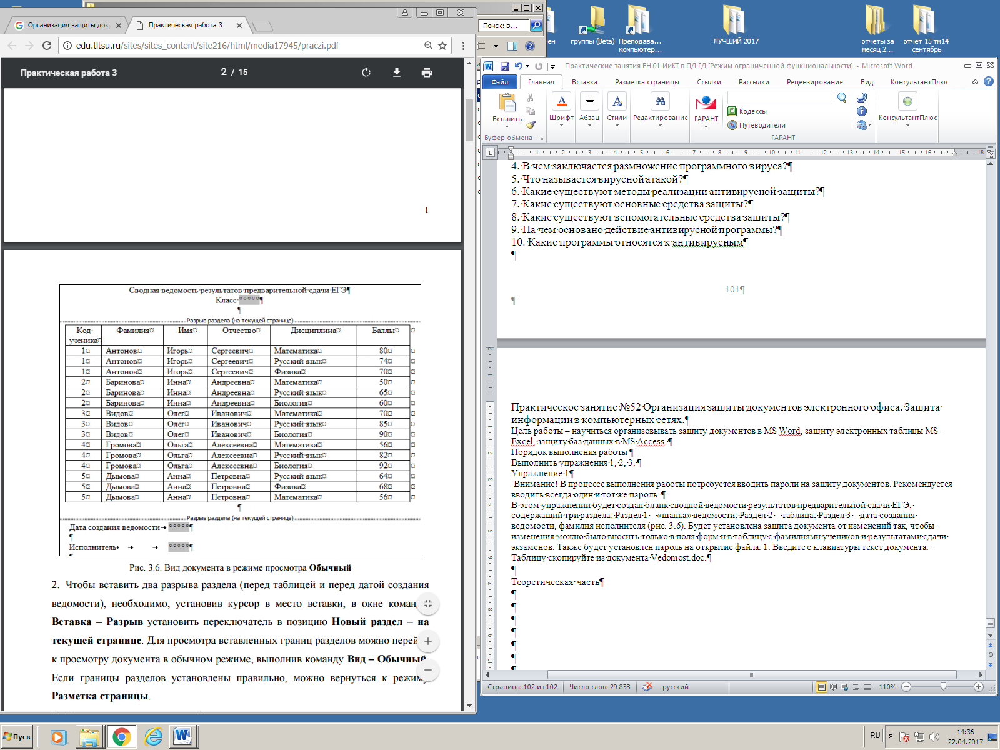 Организация защиты док
Практическая работа 3
edu.tltsu.ru/sites/sites_content/site216/html/media17945/praczi.pdf
Практическая работа 3
2 / 15
1
Сводная ведомость результатов предварительной сдачи ЕГЭ¶
Класс °°°°°¶
¶
Разрыв раздела (на текущей странице)
Код ученика¤ Фамилия¤ Имя¤ Отчество¤ Дисциплина¤ Баллы¤ ¤
1¤ Антонов¤ Игорь¤ Сергеевич¤ Математика¤ 80¤ ¤
1¤ Антонов¤ Игорь¤ Сергеевич¤ Русский язык¤ 74¤ ¤
1¤ Антонов¤ Игорь¤ Сергеевич¤ Физика¤ 70¤ ¤
2¤ Баринова¤ Инна¤ Андреевна¤ Математика¤ 50¤ ¤
2¤ Баринова¤ Инна¤ Андреевна¤ Русский язык¤ 65¤ ¤
2¤ Баринова¤ Инна¤ Андреевна¤ Биология¤ 60¤ ¤
3¤ Видов¤ Олег¤ Иванович¤ Математика¤ 70¤ ¤
3¤ Видов¤ Олег¤ Иванович¤ Русский язык¤ 85¤ ¤
3¤ Видов¤ Олег¤ Иванович¤ Биология¤ 90¤ ¤
4¤ Громова¤ Ольга¤ Алексеевна¤ Математика¤ 56¤ ¤
4¤ Громова¤ Ольга¤ Алексеевна¤ Русский язык¤ 82¤ ¤
4¤ Громова¤ Ольга¤ Алексеевна¤ Биология¤ 92¤ ¤
5¤ Дымова¤ Анна¤ Петровна¤ Русский язык¤ 64¤ ¤
5¤ Дымова¤ Анна¤ Петровна¤ Физика¤ 68¤ ¤
5¤ Дымова¤ Анна¤ Петровна¤ Математика¤ 56¤ ¤
¶
Разрыв раздела (на текущей странице)
Дата создания ведомости → °°°°°¶
¶
Исполнитель → → °°°°°¶
Рис. 3.6. Вид документа в режиме просмотра Обычный
2. Чтобы вставить два разрыва раздела (перед таблицей и перед датой создания
ведомости), необходимо, установив курсор в место вставки, в окне коман
Вставка – Разрыв установить переключатель в позицию Новый раздел – на
текущей странице. Для просмотра вставленных границ разделов можно перей
к просмотру документа в обычном режиме, выполнив команду Вид – Обычный
Если границы разделов установлены правильно, можно вернуться к режиму
Разметка страницы.
Поиск: в...
группы (Beta)
Преподава... компьютер...
ЛУЧШИЙ 2017
отчеты за месяц 2...
отчет 15 тм14 сентябрь
Практические занятия ЕН.01 ИиКТ в ПД ГД [Режим ограниченной функциональности] - Microsoft Word
Файл Главная Вставка Разметка страницы Ссылки Рассылки Рецензирование Вид КонсультантПлюс
Вставить Шрифт Абзац Стили Редактирование ГАРАНТ Кодексы Путеводители КонсультантПлюс
Буфер обмена ГАРАНТ
1 2 3 4 5 6 7 8 9 10 11 12 13 14 15 16 18
4. В чем заключается размножение программного вируса?¶
5. Что называется вирусной атакой?¶
6. Какие существуют методы реализации антивирусной защиты?¶
7. Какие существуют основные средства защиты?¶
8. Какие существуют вспомогательные средства защиты?¶
9. На чем основано действие антивирусной программы?¶
10. Какие программы относятся к антивирусным¶
¶
101¶
¶
Практическое занятие №52 Организация защиты документов электронного офиса. Защита
информации в компьютерных сетях.¶
Цель работы – научиться организовывать защиту документов в MS Word, защиту электронных таблицы MS
Excel, защиту баз данных в MS Access. ¶
Порядок выполнения работы ¶
Выполнить упражнения 1, 2, 3. ¶
Упражнение 1¶
Внимание! В процессе выполнения работы потребуется вводить пароли на защиту документов. Рекомендуется
вводить всегда один и тот же пароль. ¶
В этом упражнении будет создан бланк сводной ведомости результатов предварительной сдачи ЕГЭ,
содержащий три раздела: Раздел 1 – «шапка» ведомости; Раздел 2 – таблица; Раздел 3 – дата создания
ведомости, фамилия исполнителя (рис. 3.6). Будет установлена защита документа от изменений так, чтобы
изменения можно было вносить только в поля форм и в таблицу с фамилиями учеников и результатами сдачи
экзаменов. Также будет установлен пароль на открытие файла. 1. Введите с клавиатуры текст документа.
Таблицу скопируйте из документа Vedomost.doc.¶
¶
Теоретическая часть¶
¶
¶
¶
¶
¶
¶
Страница: 102 из 102 Число слов: 29 833 русский 110%
Пуск
RU
14:36
22.04.2017